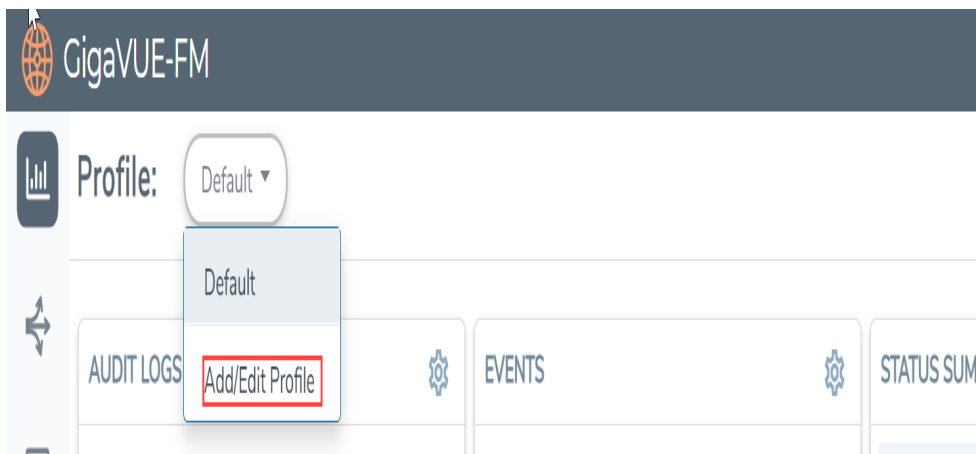 GigaVUE-FM
Profile:
Default
Default
Add/Edit Profile
AUDIT LOGS
EVENTS
STATUS SUM